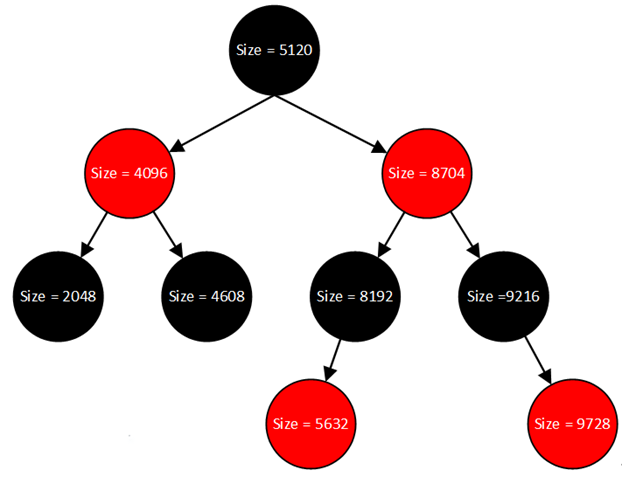 Size = 5120
Size = 4096
Size = 8704
Size = 2048
Size = 4608
Size = 8192
Size =9216
Size = 5632
Size = 9728